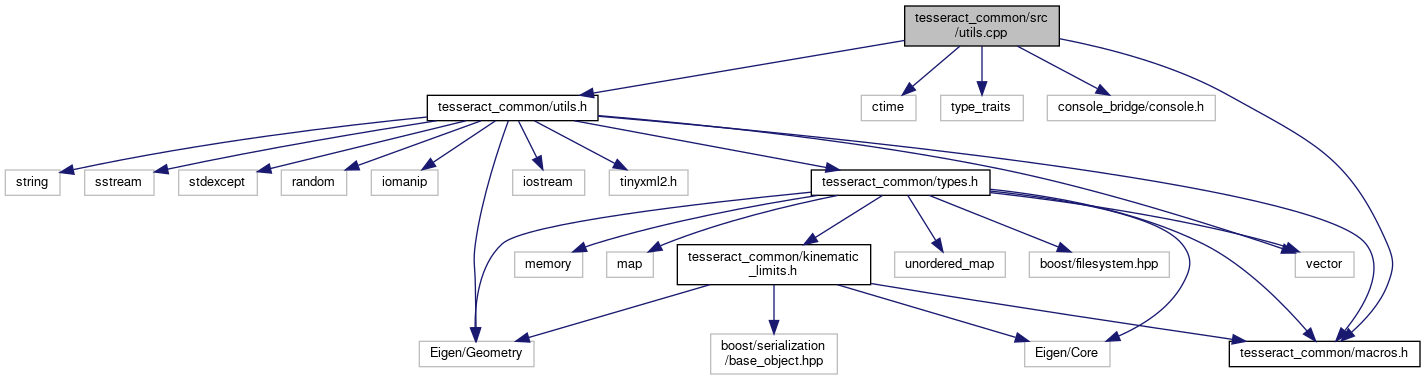 tesseract_common/src
/utils.cpp
tesseract_common/utils.h
ctime
type_traits
console_bridge/console.h
string
sstream
stdexcept
random
iomanip
iostream
tinyxml2.h
tesseract_common/types.h
memory
map
tesseract_common/kinematic
_limits.h
unordered_map
boost/filesystem.hpp
vector
Eigen/Geometry
boost/serialization
/base_object.hpp
Eigen/Core
tesseract_common/macros.h